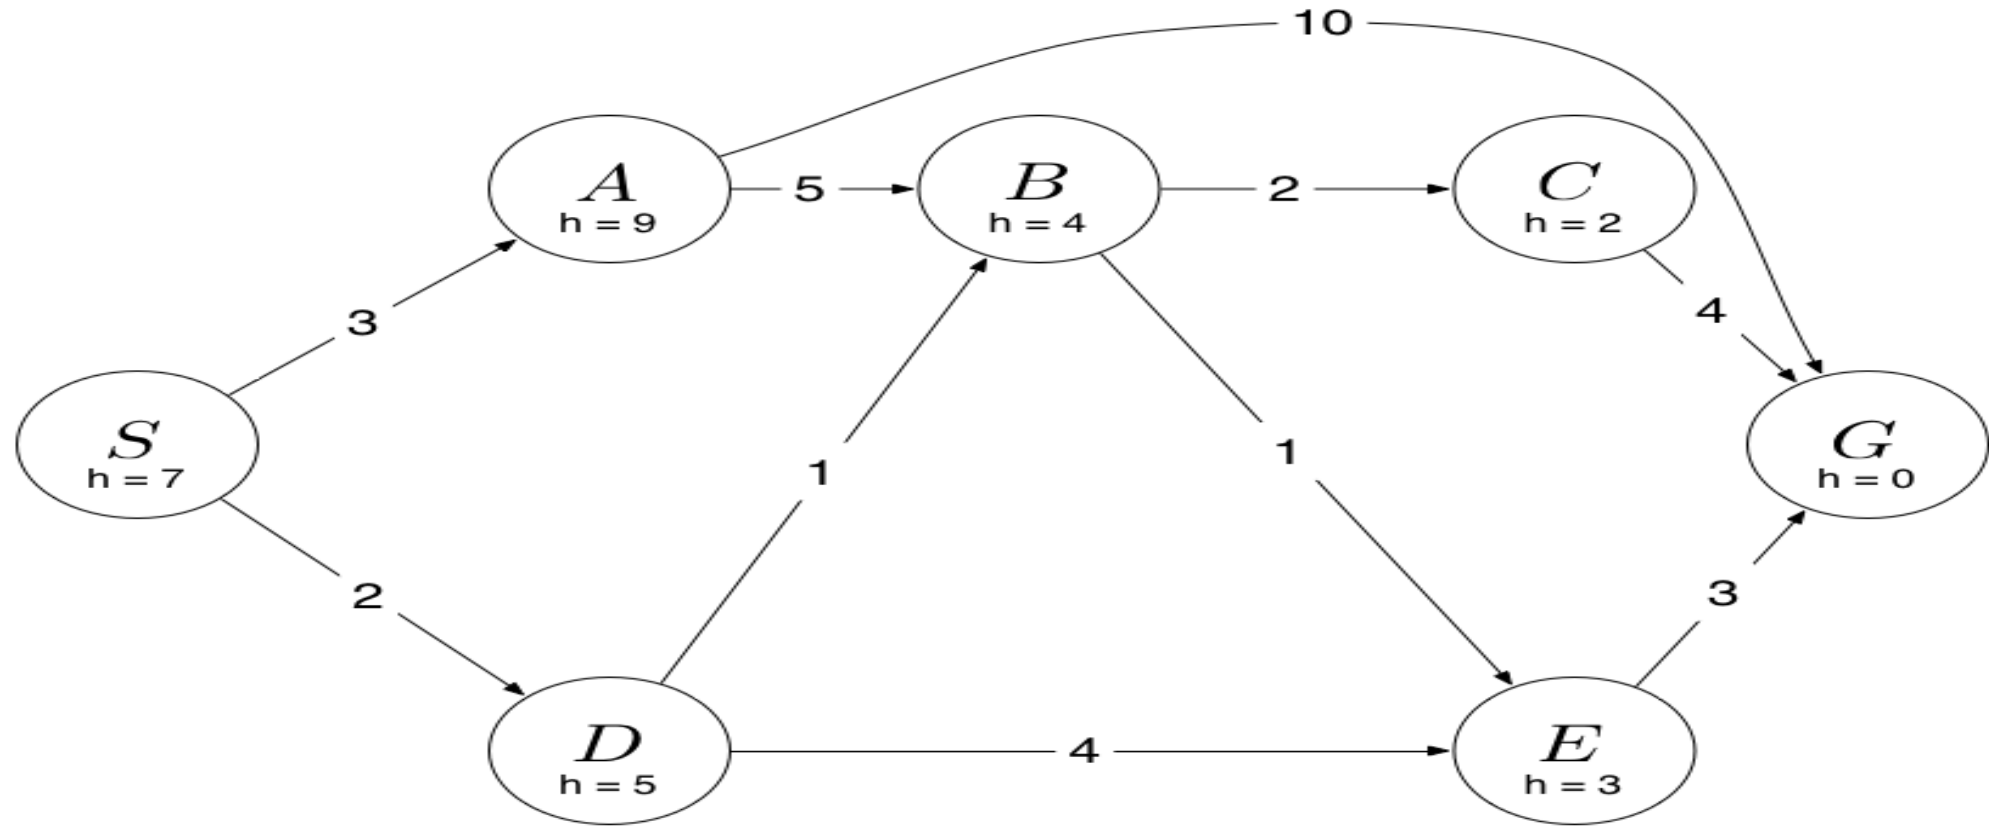 10
A
h = 9
5
B
h = 4
2
C
h = 2
3
4
S
h = 7
1
1
G
h = 0
2
3
D
h = 5
4
E
h = 3